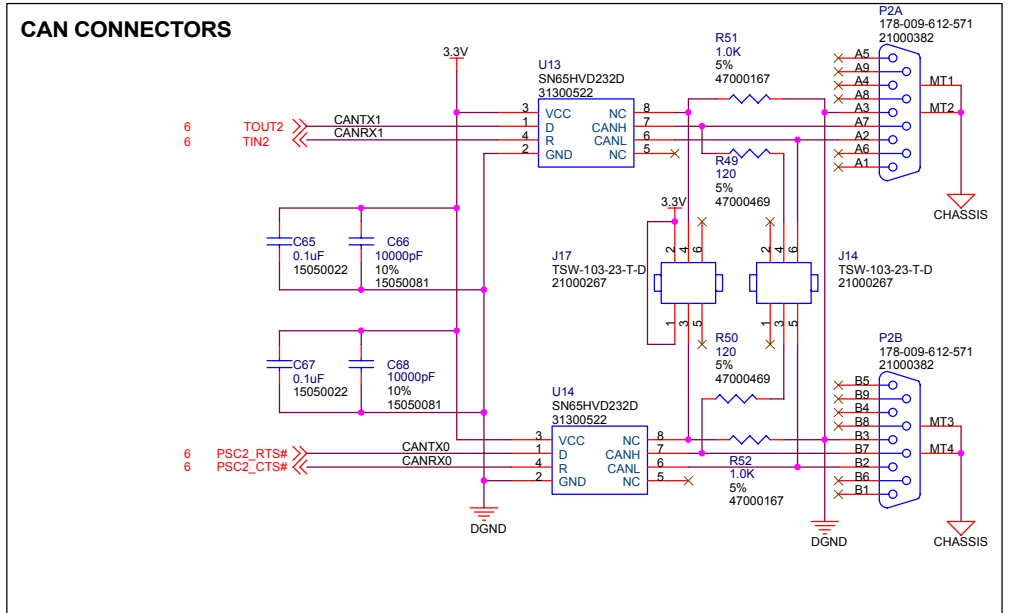 CAN CONNECTORS
3.3V
U13
SN65HVD232D
31300522
R51
1.0K
5%
47000167
P2A
178-009-612-571
21000382
6 TOUT2 CANTX1
6 TIN2 CANRX1
3 VCC NC 8
1 D CANH 7
4 R CANL 6
2 GND NC 5
A5
A9
A4
A8
A3
A7
A2
A6
A1
MT1
MT2
CHASSIS
R49
120
5%
47000469
3.3V
C65
0.1uF
15050022
C66
10000pF
10%
15050081
J17
TSW-103-23-T-D
21000267
2 4 6
1 3 5
J14
TSW-103-23-T-D
21000267
2 4 6
1 3 5
C67
0.1uF
15050022
C68
10000pF
10%
15050081
R50
120
5%
47000469
P2B
178-009-612-571
21000382
U14
SN65HVD232D
31300522
6 PSC2_RTS# CANTX0
6 PSC2_CTS# CANRX0
3 VCC NC 8
1 D CANH 7
4 R CANL 6
2 GND NC 5
R52
1.0K
5%
47000167
B5
B9
B4
B8
B3
B7
B2
B6
B1
MT3
MT4
DGND
DGND
CHASSIS